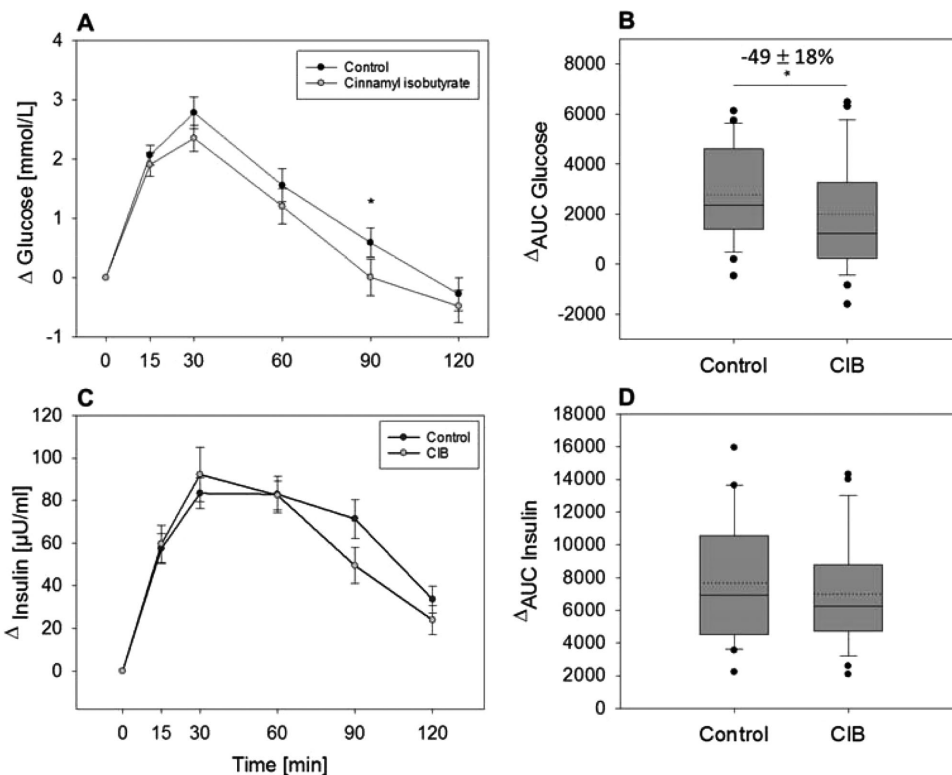 A
Δ Glucose [mmol/L]
4
3
2
1
0
-1
Control
Cinnamyl isobutyrate
*
0 15 30 60 90 120
B
-49 ± 18%
*
ΔAUC Glucose
8000
6000
4000
2000
0
-2000
Control CIB
C
Δ Insulin [µU/ml]
120
100
80
60
40
20
0
Control
CIB
0 15 30 60 90 120
Time [min]
D
ΔAUC Insulin
18000
16000
14000
12000
10000
8000
6000
4000
2000
0
Control CIB